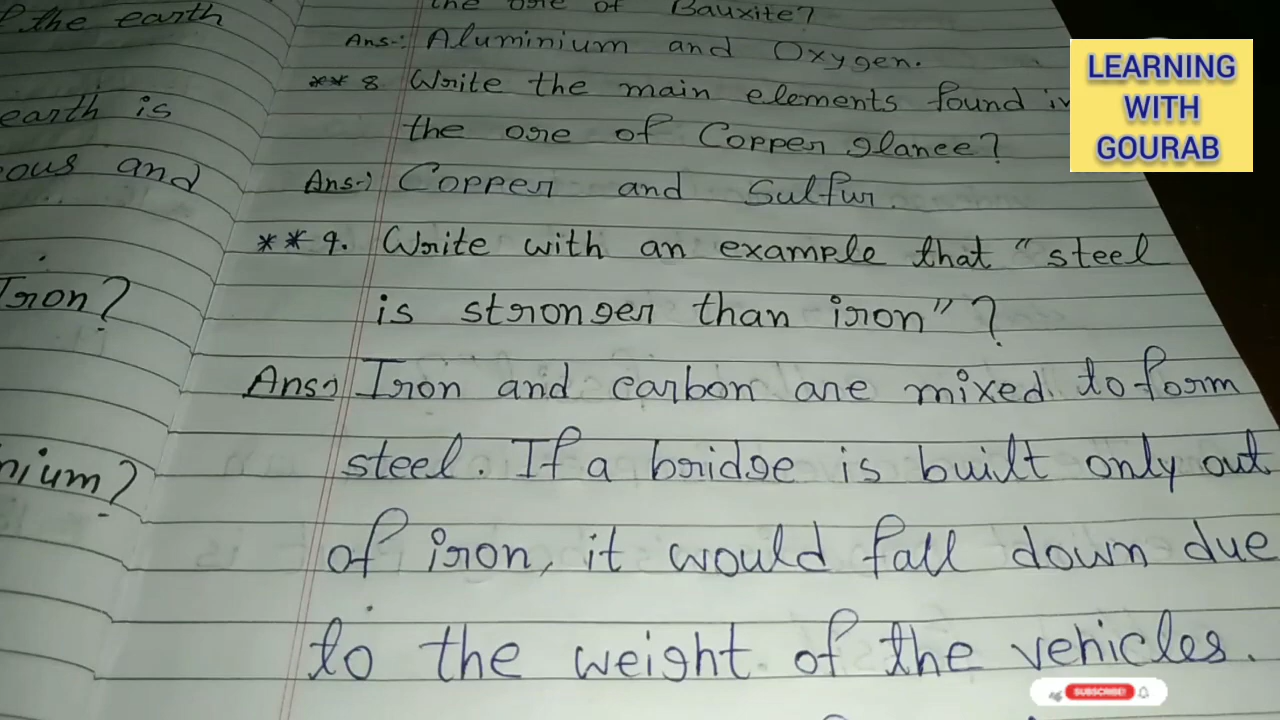 f the earth
earth is
ous and
Iron?
nium?
the ore of Bauxite?
Ans-: Aluminium and Oxygen.
** 8 Write the main elements found in
the ore of Copper glance?
Ans-) Copper and Sulfur.
** 9. Write with an example that "steel
is stronger than iron"?
Ans-) Iron and carbon are mixed to form
steel. If a bridge is built only out
of iron, it would fall down due
to the weight of the vehicles.
LEARNING
WITH
GOURAB
SUBSCRIBE!